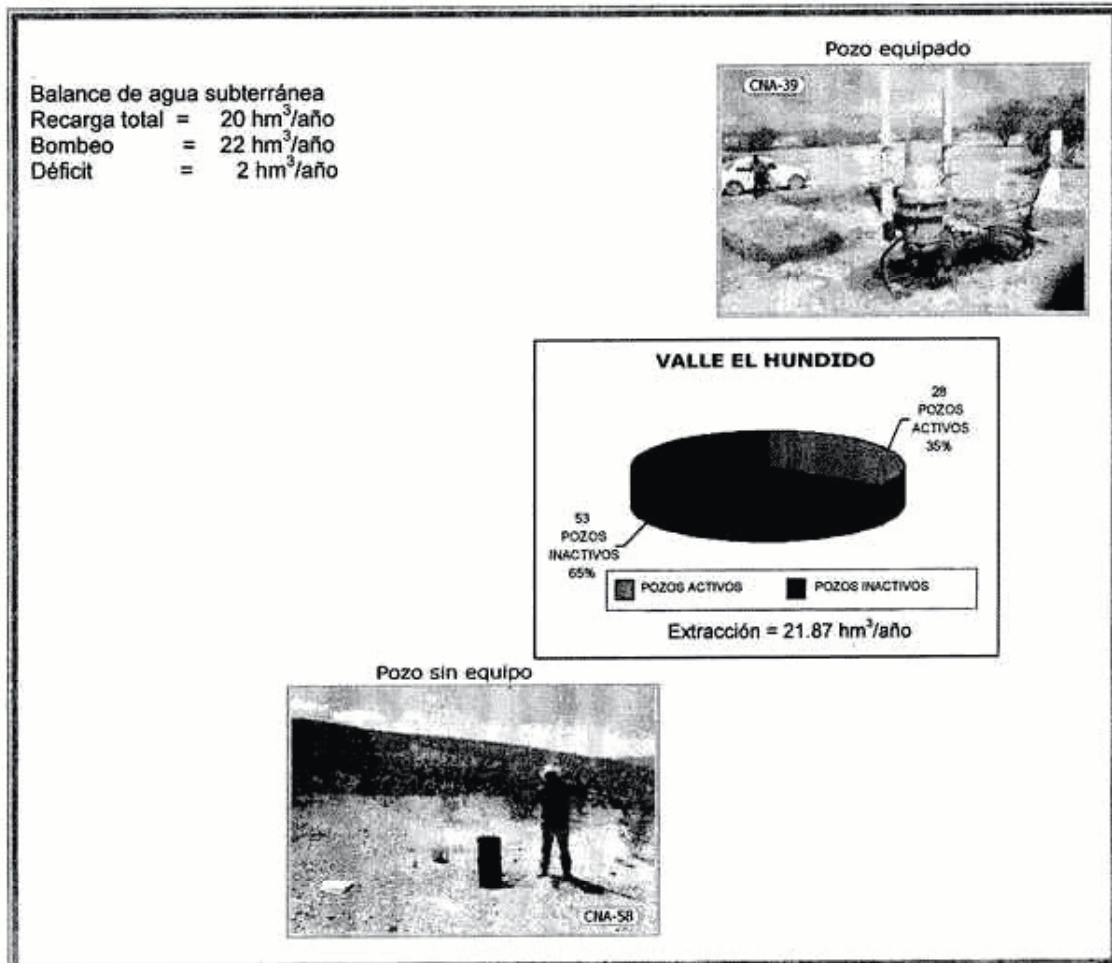 Pozo equipado
CNA-39
Balance de agua subterránea
Recarga total = 20 hm³/año
Bombeo = 22 hm³/año
Déficit = 2 hm³/año
VALLE EL HUNDIDO
28
POZOS
ACTIVOS
35%
53
POZOS
INACTIVOS
65%
POZOS ACTIVOS POZOS INACTIVOS
Extracción = 21.87 hm³/año
Pozo sin equipo
CNA-58